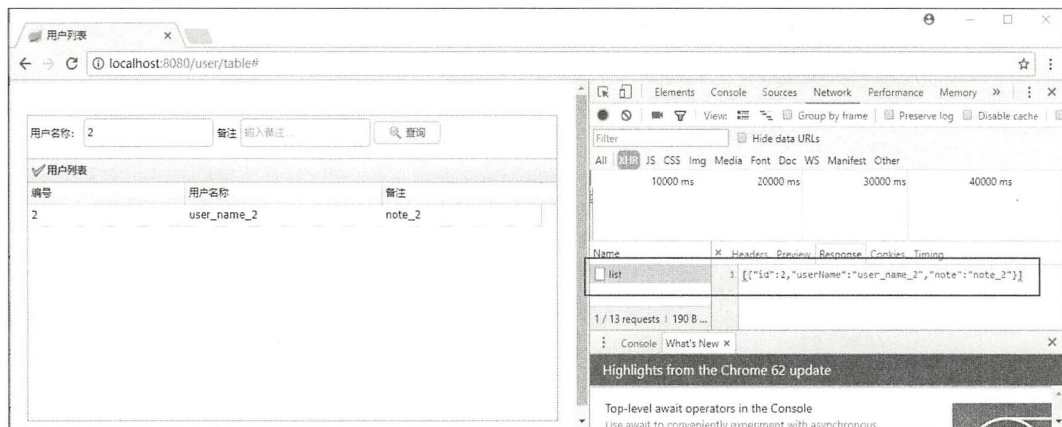 用户列表
localhost:8080/user/table#
Elements Console Sources Network Performance Memory »
View: Group by frame Preserve log Disable cache
用户名称: 2 备注 输入备注... 查询
Filter Hide data URLs
All XHR JS CSS Img Media Font Doc WS Manifest Other
用户列表
10000 ms 20000 ms 30000 ms 40000 ms
编号 用户名称 备注
2 user_name_2 note_2
Name × Headers Preview Response Cookies Timing
list 1 [{"id":2,"userName":"user_name_2","note":"note_2"}]
1 / 13 requests | 190 B ...
Console What's New ×
Highlights from the Chrome 62 update
Top-level await operators in the Console
Use await to conveniently experiment with asynchronous